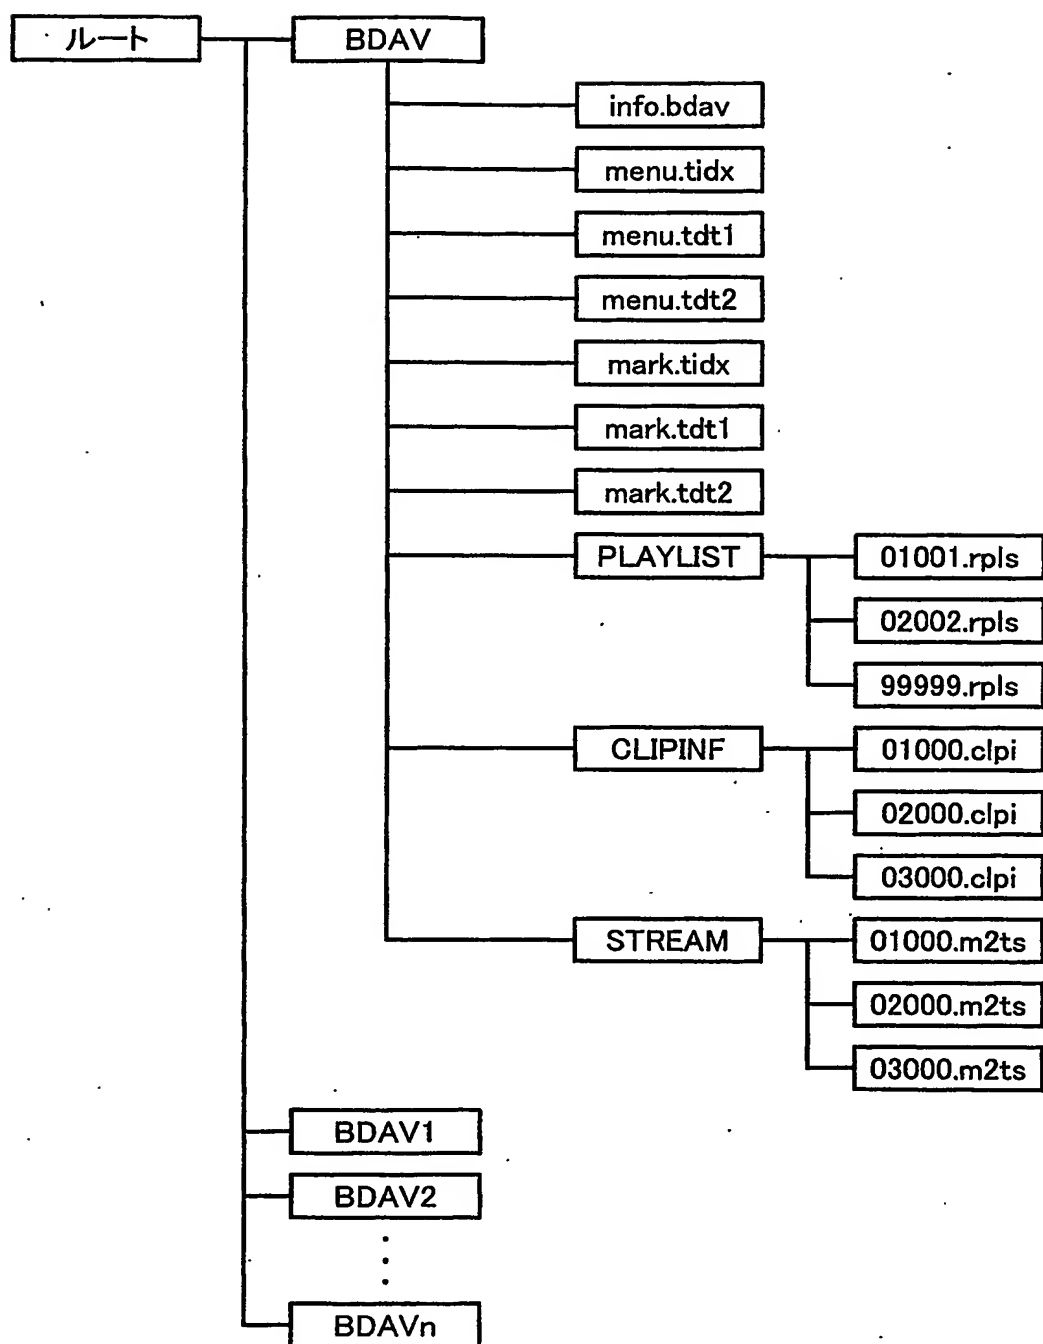 ルート
BDAV
info.bdav
menu.tidx
menu.tdt1
menu.tdt2
mark.tidx
mark.tdt1
mark.tdt2
PLAYLIST
01001.rpls
02002.rpls
99999.rpls
CLIPINF
01000.clpi
02000.clpi
03000.clpi
STREAM
01000.m2ts
02000.m2ts
03000.m2ts
BDAV1
BDAV2
BDAVn